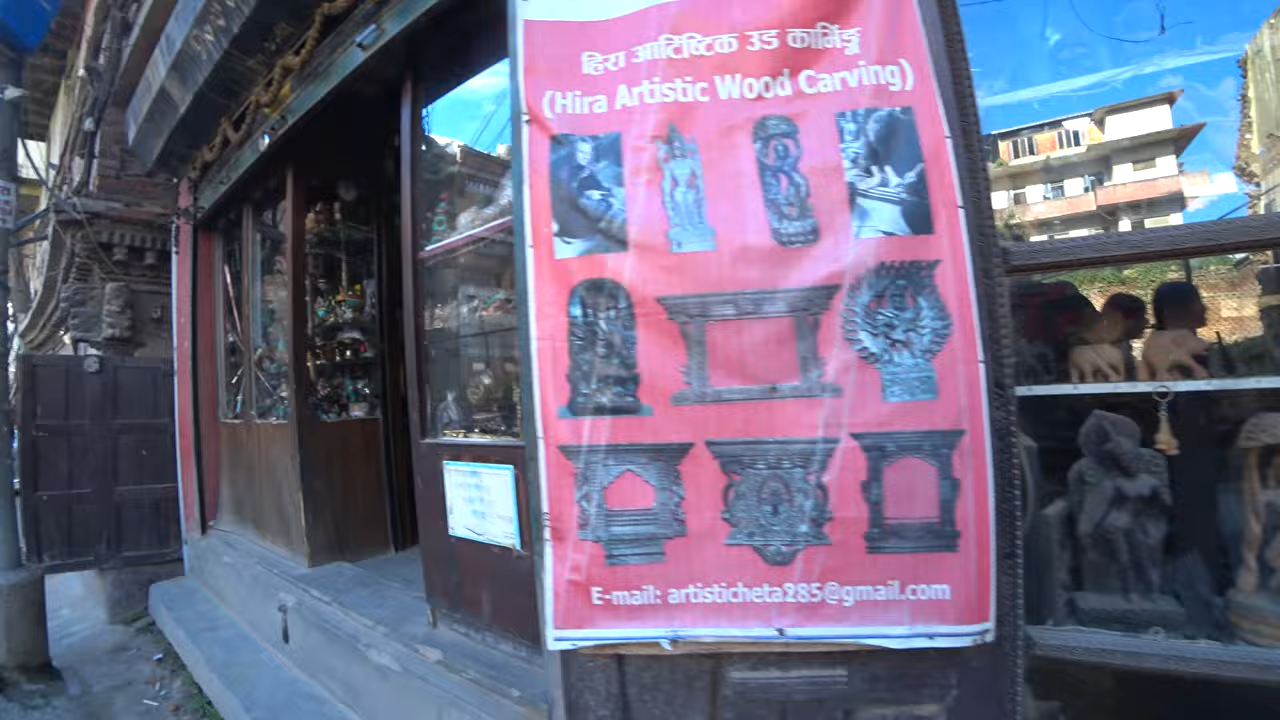 हिरा आर्टिष्टिक उड कार्भिङ्ग
(Hira Artistic Wood Carving)
E-mail: artisticheta285@gmail.com